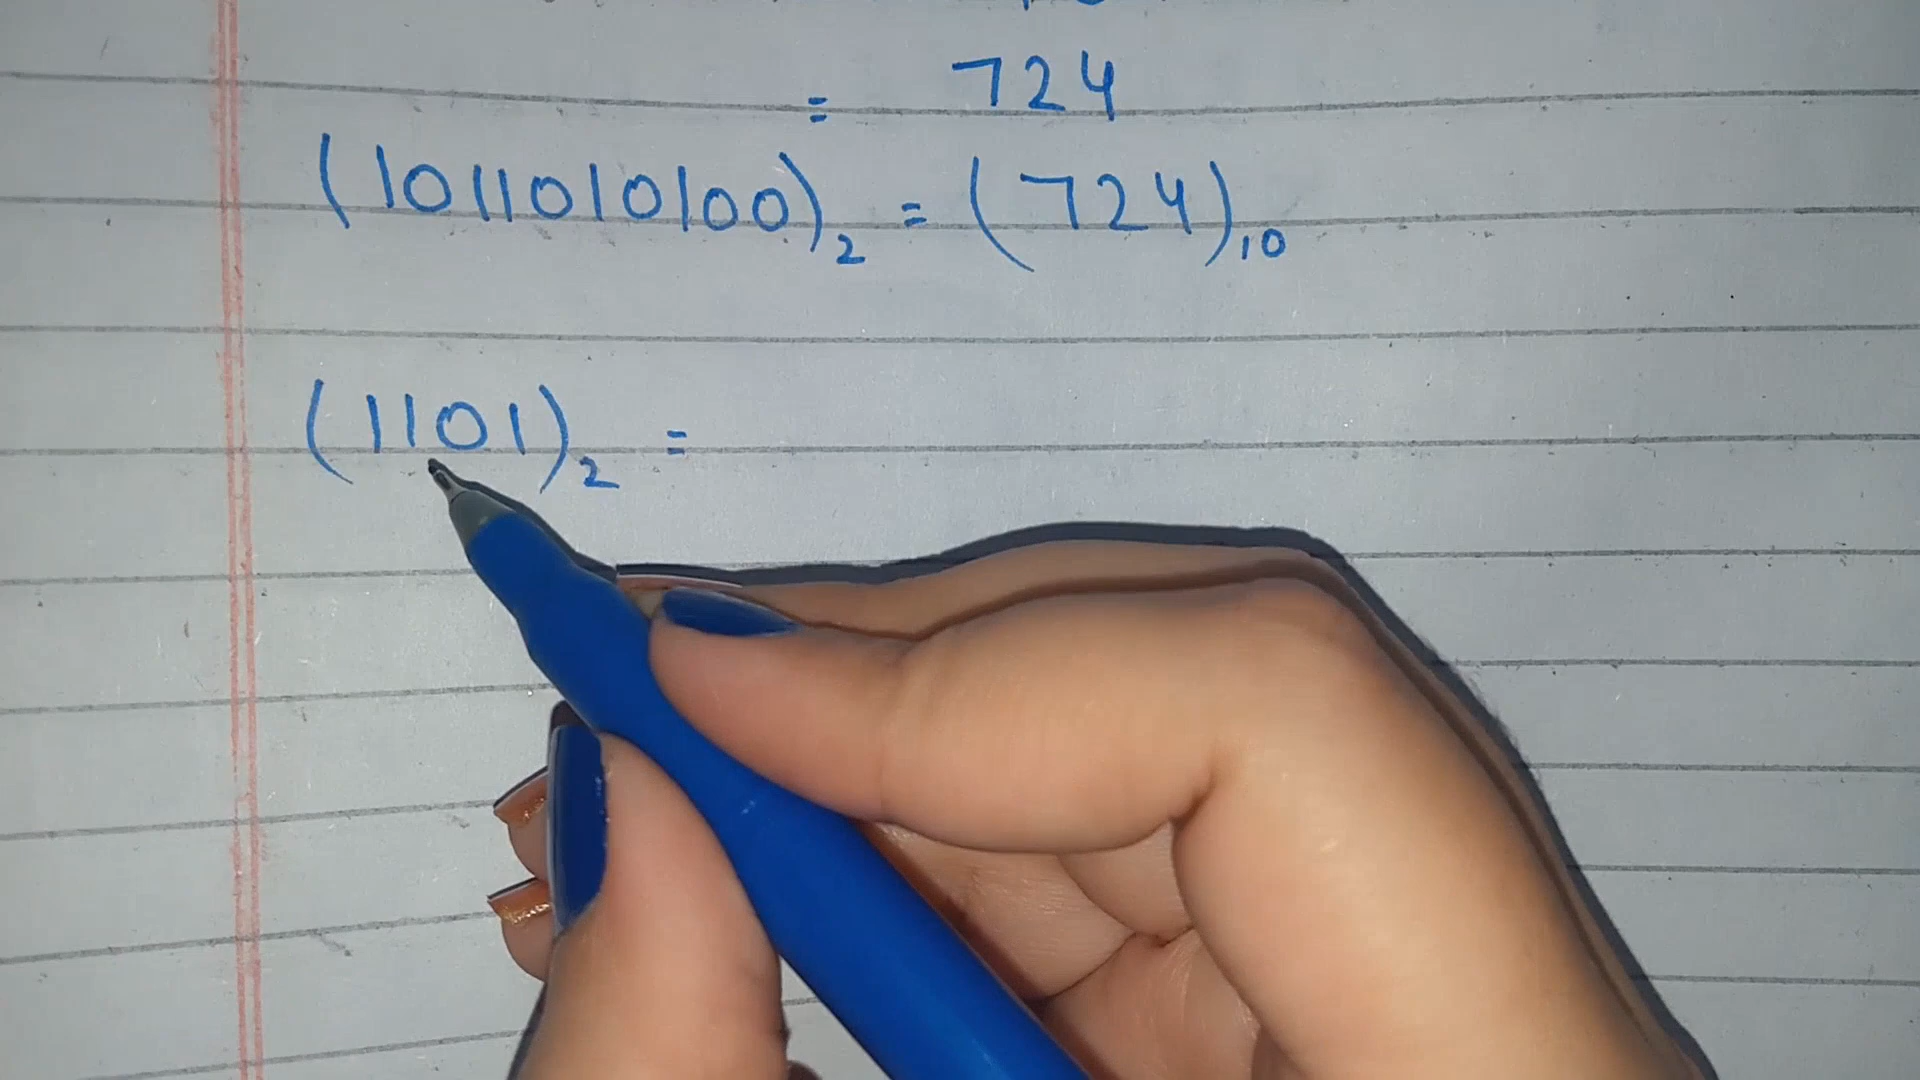 = 724
(1011010100)₂ = (724)₁₀
(1101)₂ =